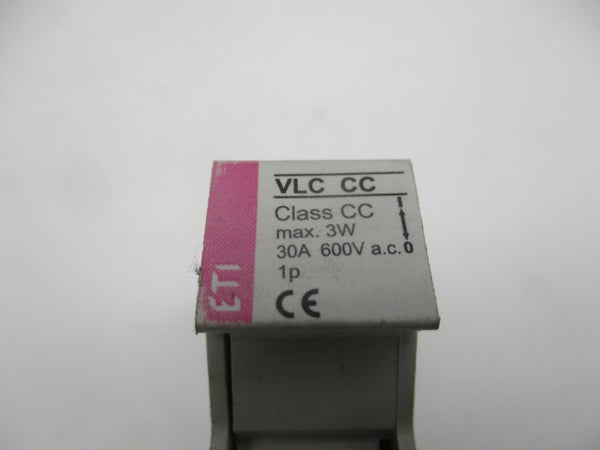 VLC CC
Class CC
max. 3W
30A 600V a.c.
1p
CE
I
0
ETI